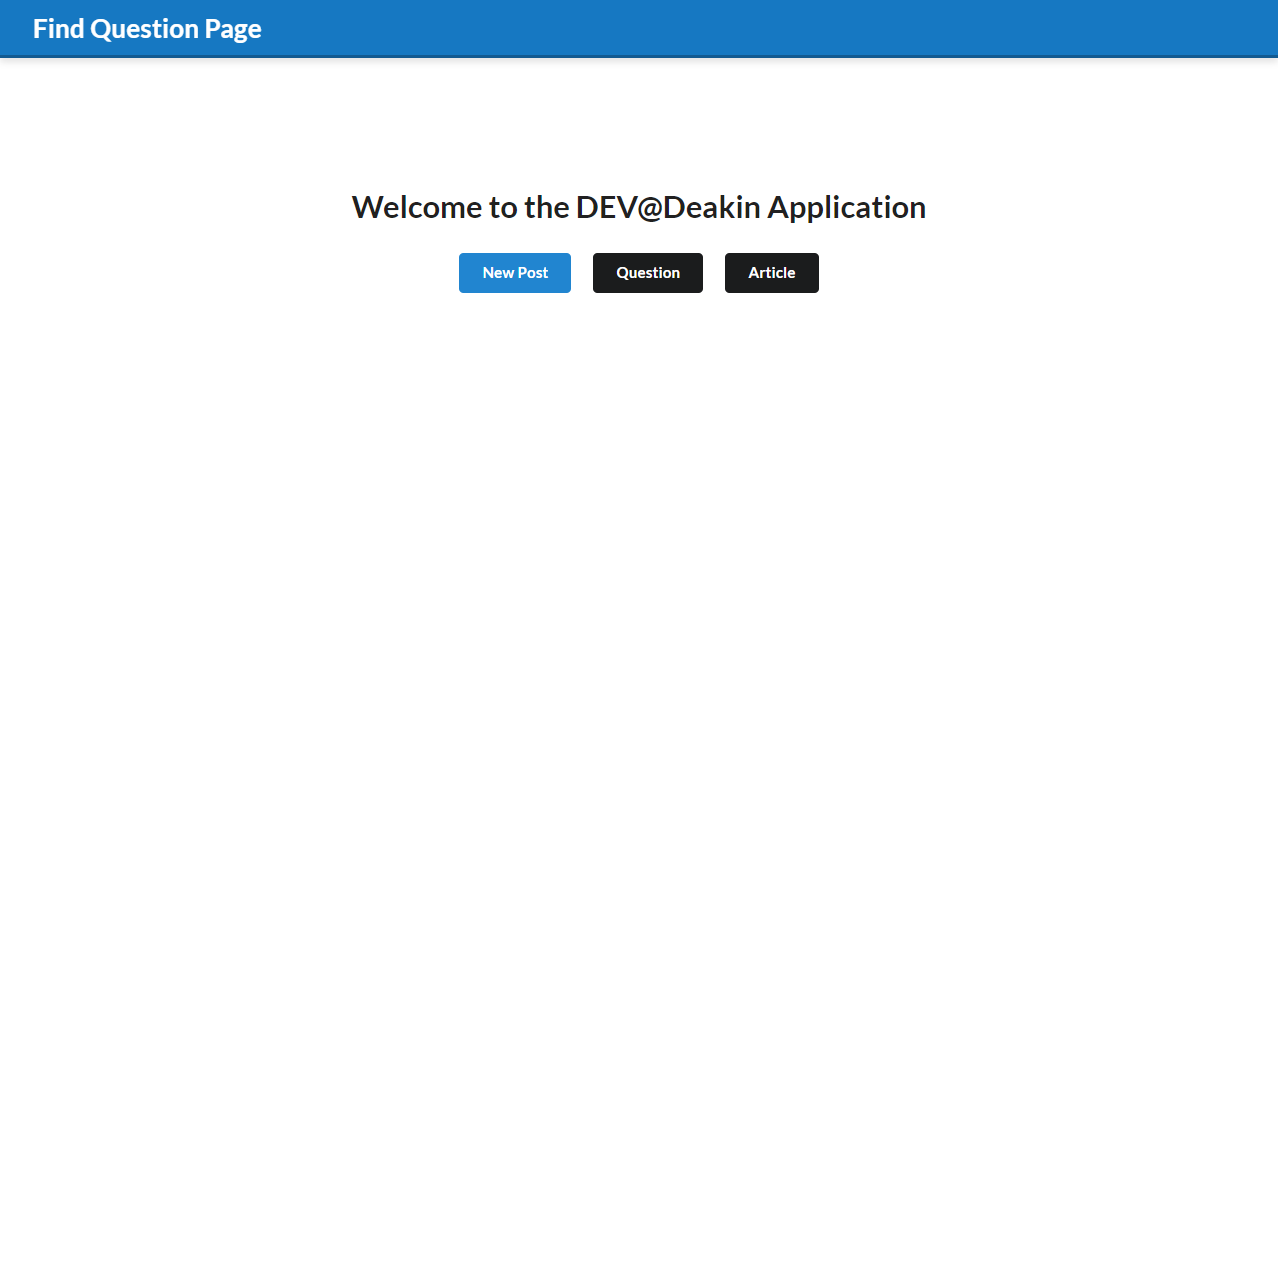 Find Question Page
Welcome to the DEV@Deakin Application
New Post Question Article